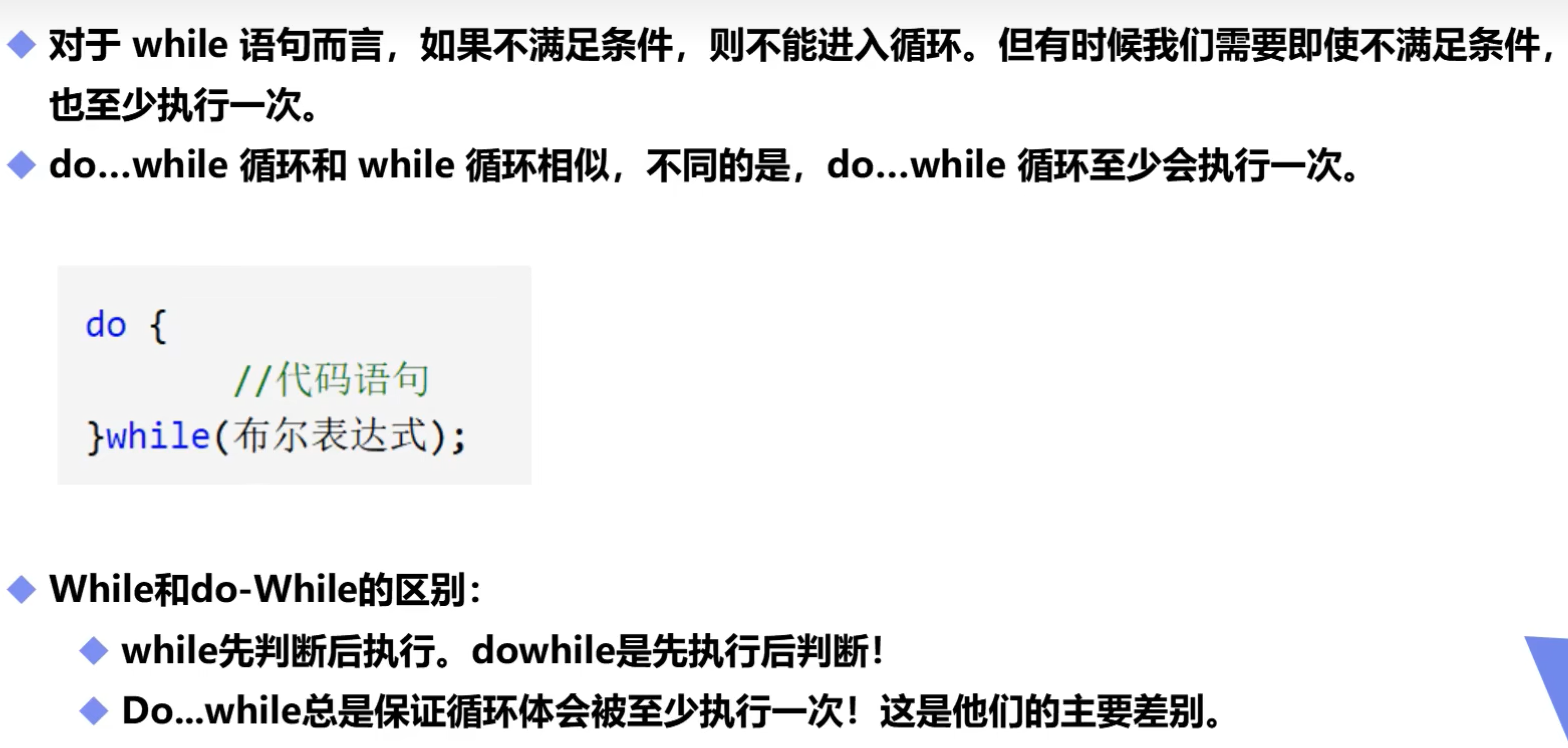 对于 while 语句而言，如果不满足条件，则不能进入循环。但有时候我们需要即使不满足条件，
也至少执行一次。
do…while 循环和 while 循环相似，不同的是，do…while 循环至少会执行一次。
do {
//代码语句
}while(布尔表达式);
While和do-While的区别：
while先判断后执行。dowhile是先执行后判断！
Do...while总是保证循环体会被至少执行一次！这是他们的主要差别。